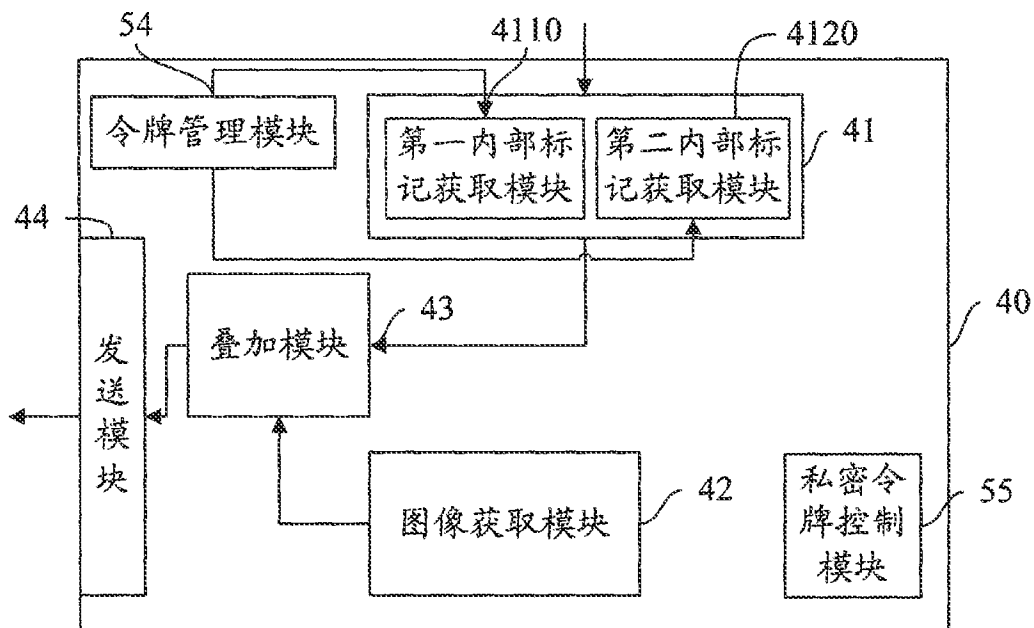 54
4110
4120
令牌管理模块
第一内部标
记获取模块
第二内部标
记获取模块
41
44
43
40
叠加模块
发
送
模
块
图像获取模块
42
私密令
牌控制
模块
55